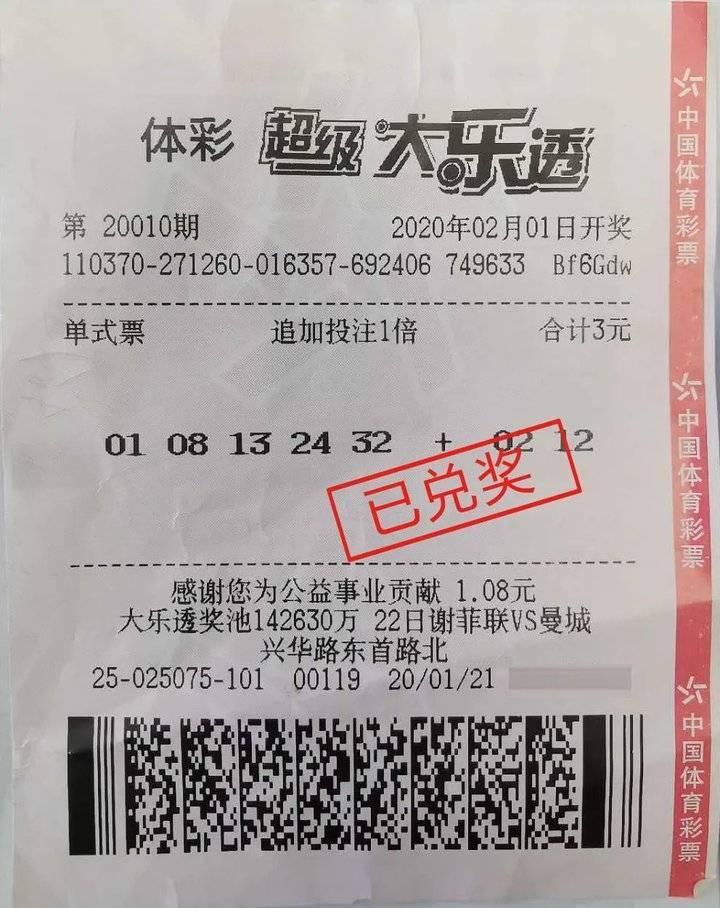 体彩 超级大乐透
第 20010期 2020年02月01日开奖
110370-271260-016357-692406 749633 Bf6Gdw
单式票 追加投注1倍 合计3元
01 08 13 24 32 + 02 12
已兑奖
感谢您为公益事业贡献 1.08元
大乐透奖池142630万 22日谢菲联VS曼城
兴华路东首路北
25-025075-101 00119 20/01/21
中国体育彩票
中国体育彩票
中国体育彩票